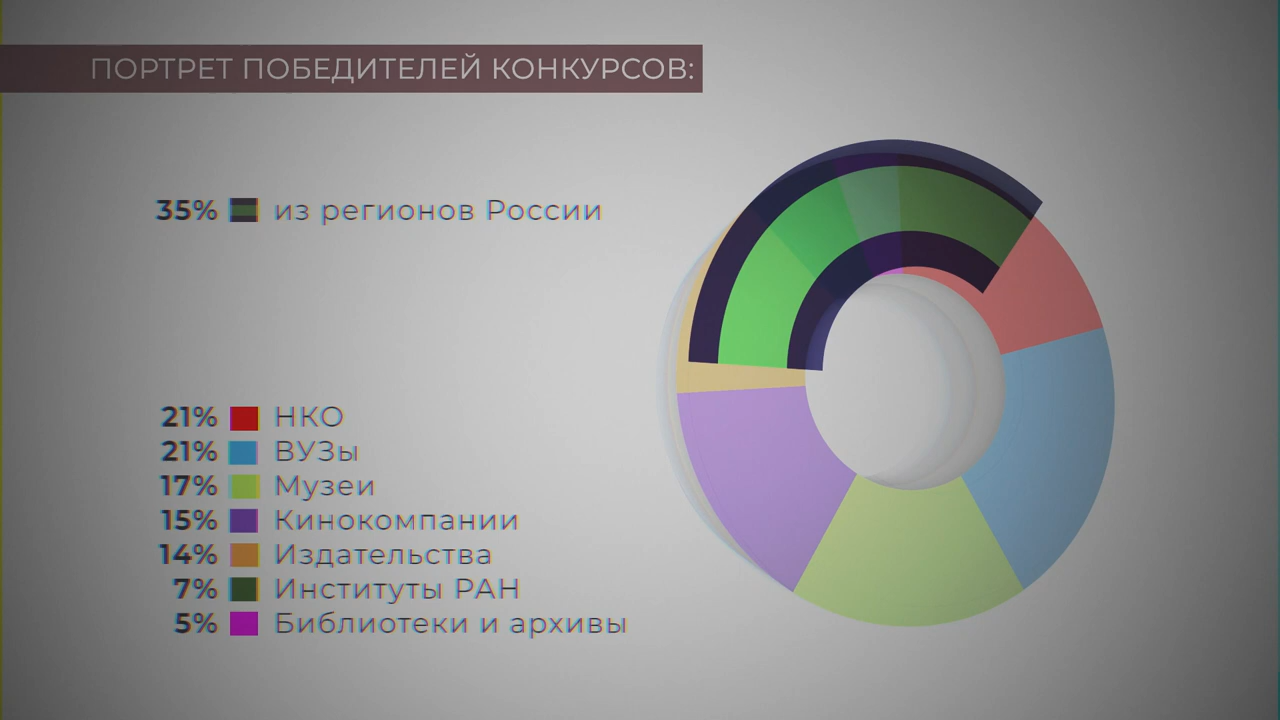 ПОРТРЕТ ПОБЕДИТЕЛЕЙ КОНКУРСОВ:
35% из регионов России
21% НКО
21% ВУЗы
17% Музеи
15% Кинокомпании
14% Издательства
7% Институты РАН
5% Библиотеки и архивы